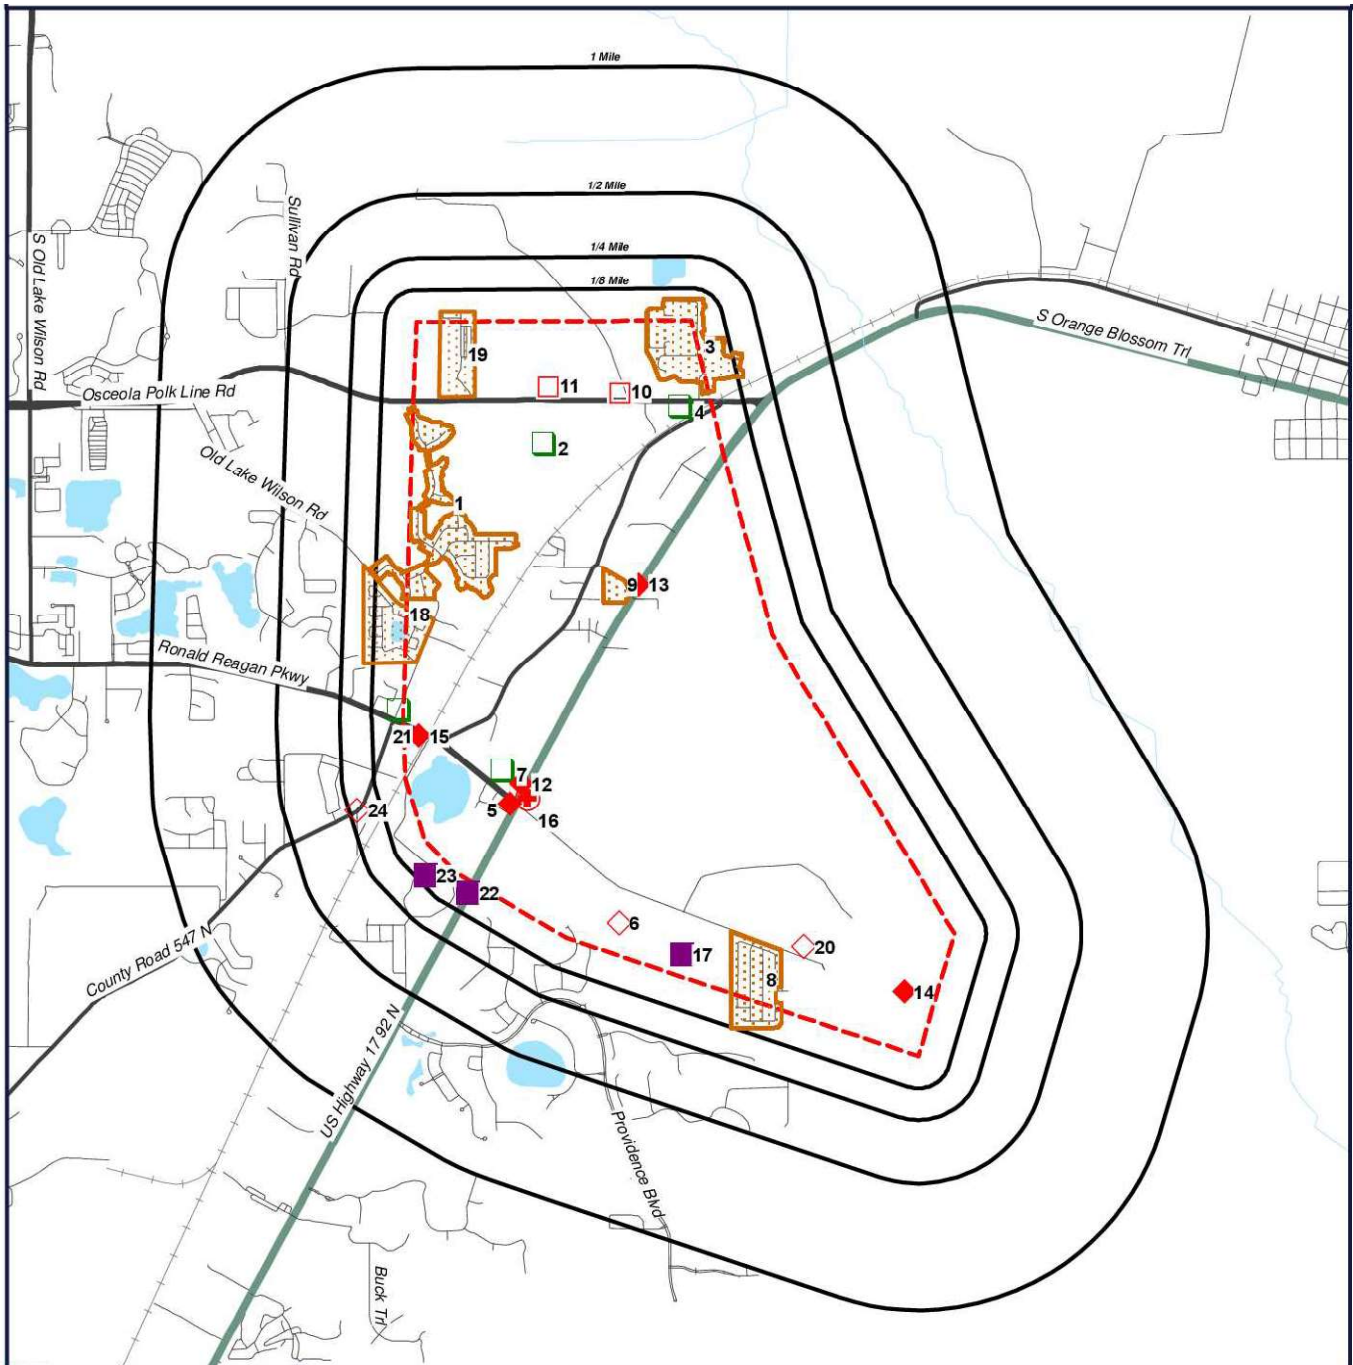 1 Mile
1/2 Mile
1/4 Mile
1/8 Mile
S Old Lake Wilson Rd
Sullivan Rd
S Orange Blossom Trl
Osceola Polk Line Rd
Old Lake Wilson Rd
Ronald Reagan Pkwy
County Road 547 N
US Highway 17 92 N
Providence Blvd
Buck Trl
19
3
11
10
4
2
1
9
13
18
21
15
7
12
5
16
24
23
22
6
17
20
8
14